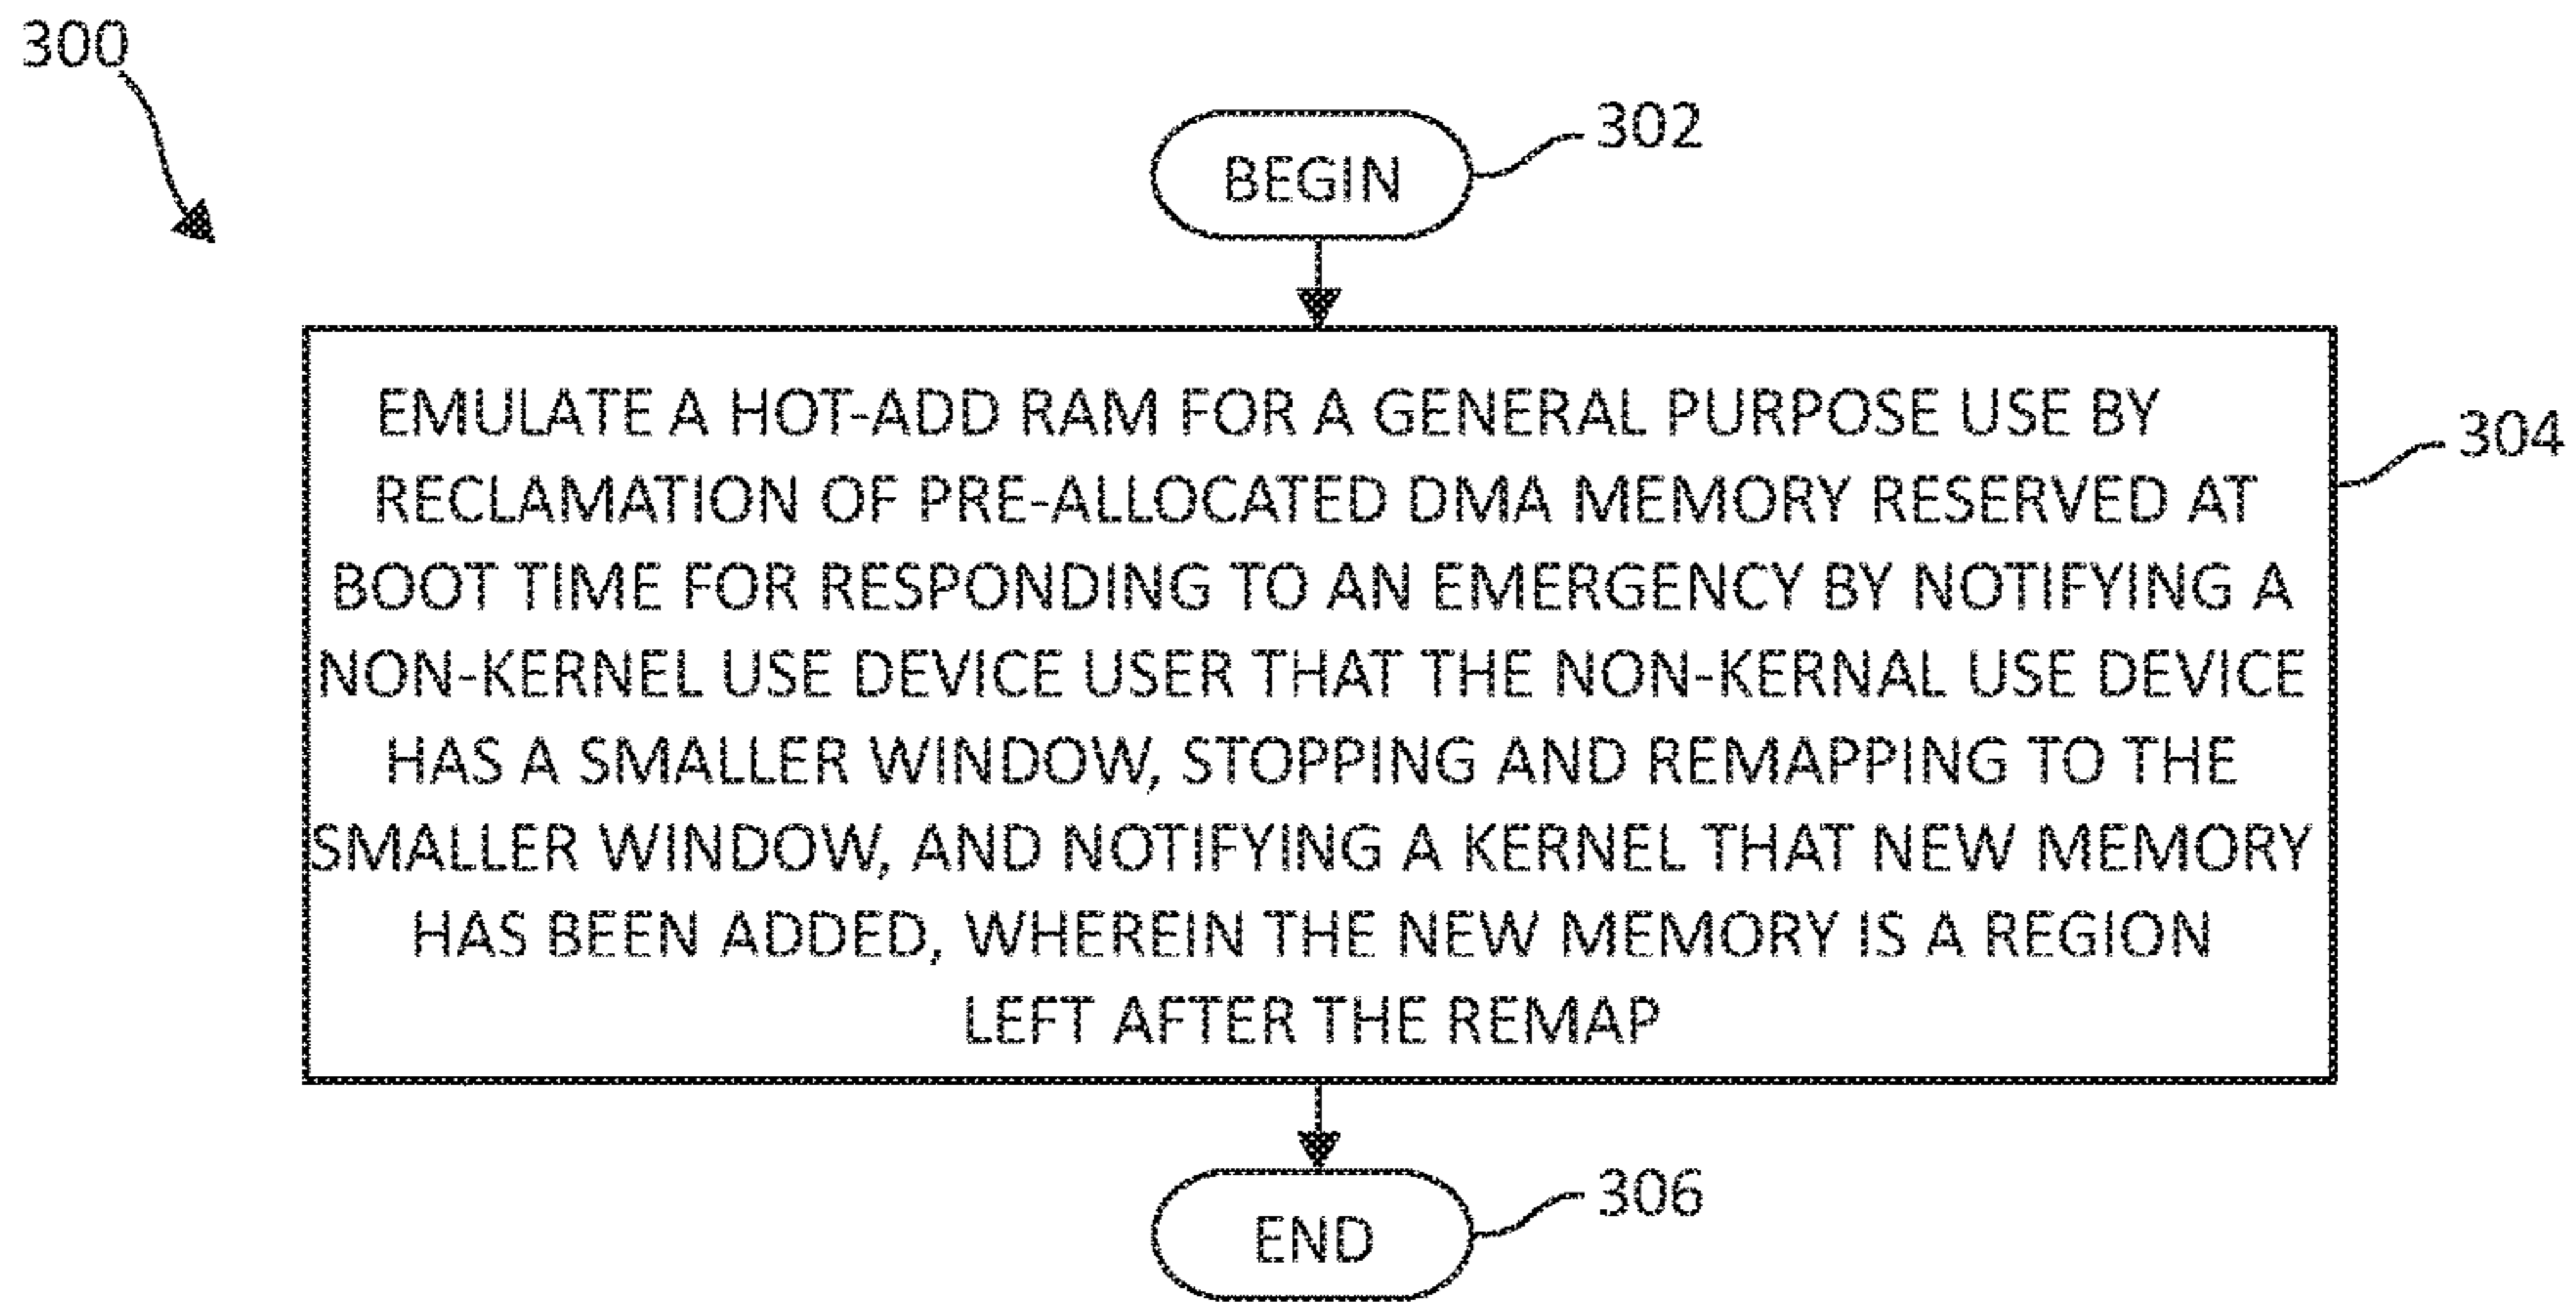 300
302
BEGIN
EMULATE A HOT-ADD RAM FOR A GENERAL PURPOSE USE BY
RECLAMATION OF PRE-ALLOCATED DMA MEMORY RESERVED AT
BOOT TIME FOR RESPONDING TO AN EMERGENCY BY NOTIFYING A
NON-KERNEL USE DEVICE USER THAT THE NON-KERNAL USE DEVICE
HAS A SMALLER WINDOW, STOPPING AND REMAPPING TO THE
SMALLER WINDOW, AND NOTIFYING A KERNEL THAT NEW MEMORY
HAS BEEN ADDED, WHEREIN THE NEW MEMORY IS A REGION
LEFT AFTER THE REMAP
304
306
END